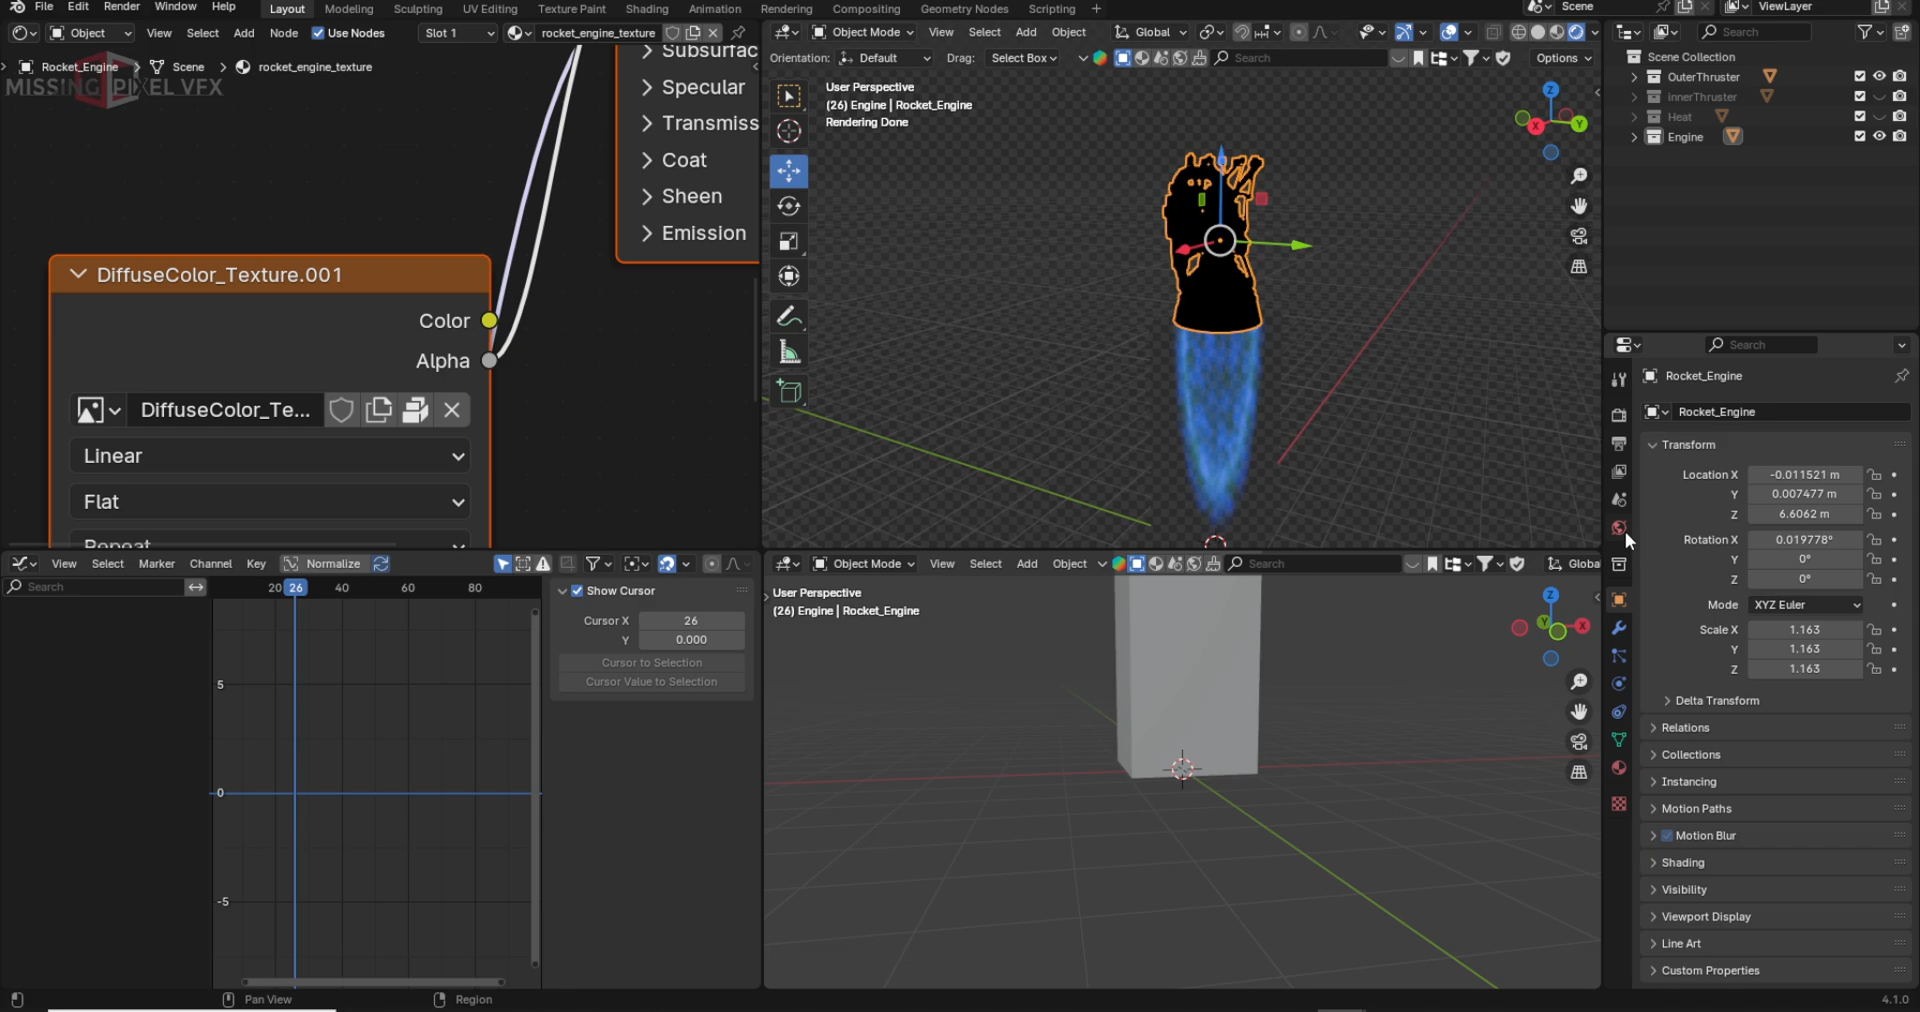 File Edit Render Window Help Layout Modeling Sculpting UV Editing Texture Paint Shading Animation Rendering Compositing Geometry Nodes Scripting + Scene ViewLayer
Object View Select Add Node Use Nodes Slot 1 rocket_engine_texture
Rocket_Engine Scene rocket_engine_texture
MISSING PIXEL VFX
Subsurfac
Specular
Transmiss
Coat
Sheen
Emission
DiffuseColor_Texture.001
Color
Alpha
DiffuseColor_Te...
Linear
Flat
Repeat
Object Mode View Select Add Object Global
Orientation: Default Drag: Select Box Search Options
User Perspective
(26) Engine | Rocket_Engine
Rendering Done
Z
X
Y
Search
Scene Collection
OuterThruster
InnerThruster
Heat
Engine
Search
Rocket_Engine
Rocket_Engine
Transform
Location X -0.011521 m
Y 0.007477 m
Z 6.6062 m
Rotation X 0.019778°
Y 0°
Z 0°
Mode XYZ Euler
Scale X 1.163
Y 1.163
Z 1.163
Delta Transform
Relations
Collections
Instancing
Motion Paths
Motion Blur
Shading
Visibility
Viewport Display
Line Art
Custom Properties
View Select Marker Channel Key Normalize
Search
20 26 40 60 80
5
0
-5
Show Cursor
Cursor X 26
Y 0.000
Cursor to Selection
Cursor Value to Selection
Object Mode View Select Add Object Search Globa
User Perspective
(26) Engine | Rocket_Engine
Z
Y
X
Pan View Region 4.1.0